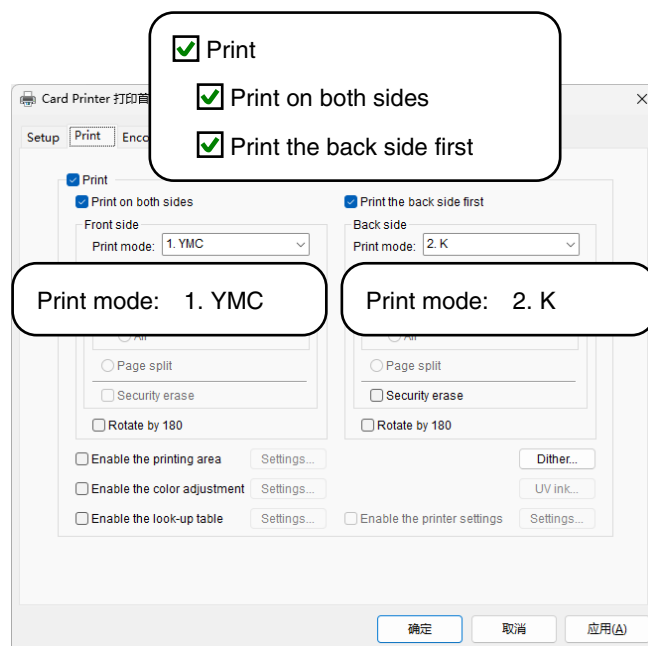 Print
Print on both sides
Print the back side first
Card Printer 打印首
Setup Print Enco
Print
Print on both sides Print the back side first
Front side Back side
Print mode: 1. YMC Print mode: 2. K
Print mode: 1. YMC Print mode: 2. K
Page split Page split
Security erase Security erase
Rotate by 180 Rotate by 180
Enable the printing area Settings... Dither...
Enable the color adjustment Settings... UV ink...
Enable the look-up table Settings... Enable the printer settings Settings...
确定 取消 应用(A)